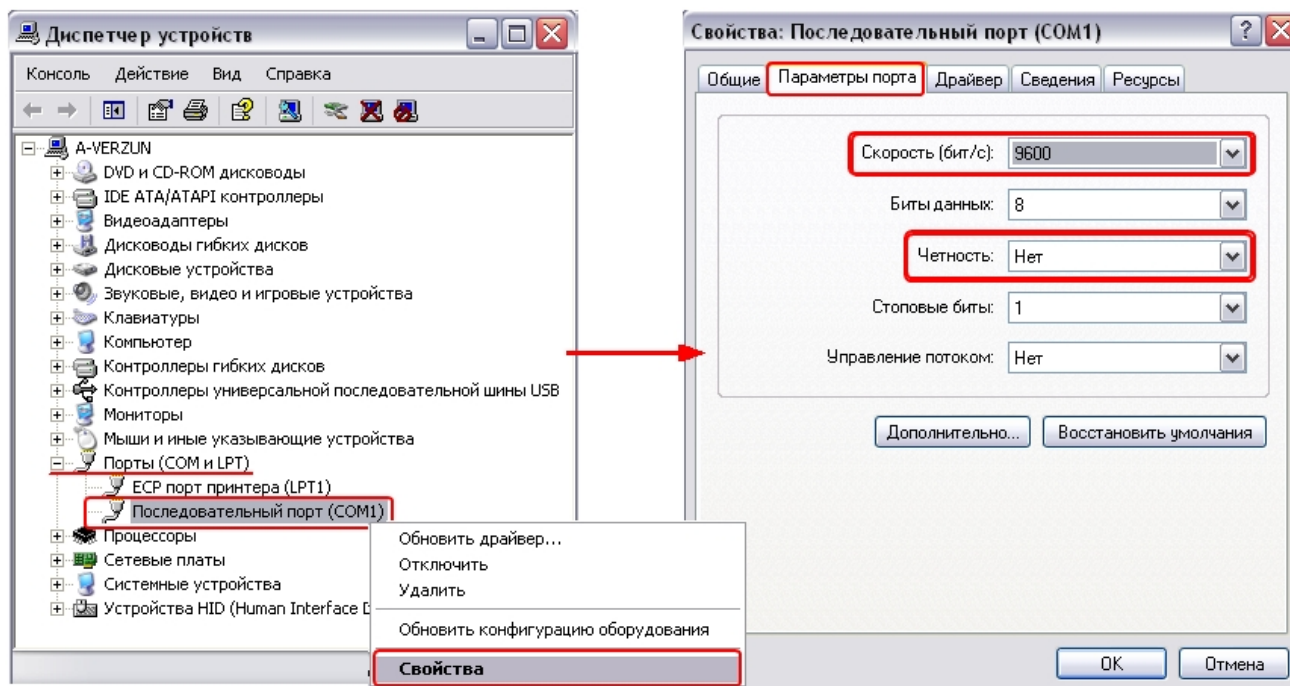 Диспетчер устройств
Консоль Действие Вид Справка
A-VERZUN
DVD и CD-ROM дисководы
IDE ATA/ATAPI контроллеры
Видеоадаптеры
Дисководы гибких дисков
Дисковые устройства
Звуковые, видео и игровые устройства
Клавиатуры
Компьютер
Контроллеры гибких дисков
Контроллеры универсальной последовательной шины USB
Мониторы
Мыши и иные указывающие устройства
Порты (COM и LPT)
ECP порт принтера (LPT1)
Последовательный порт (COM1)
Процессоры
Сетевые платы
Системные устройства
Устройства HID (Human Interface
Обновить драйвер...
Отключить
Удалить
Обновить конфигурацию оборудования
Свойства
Свойства: Последовательный порт (COM1)
Общие Параметры порта Драйвер Сведения Ресурсы
Скорость (бит/с): 9600
Биты данных: 8
Четность: Нет
Стоповые биты: 1
Управление потоком: Нет
Дополнительно... Восстановить умолчания
OK Отмена